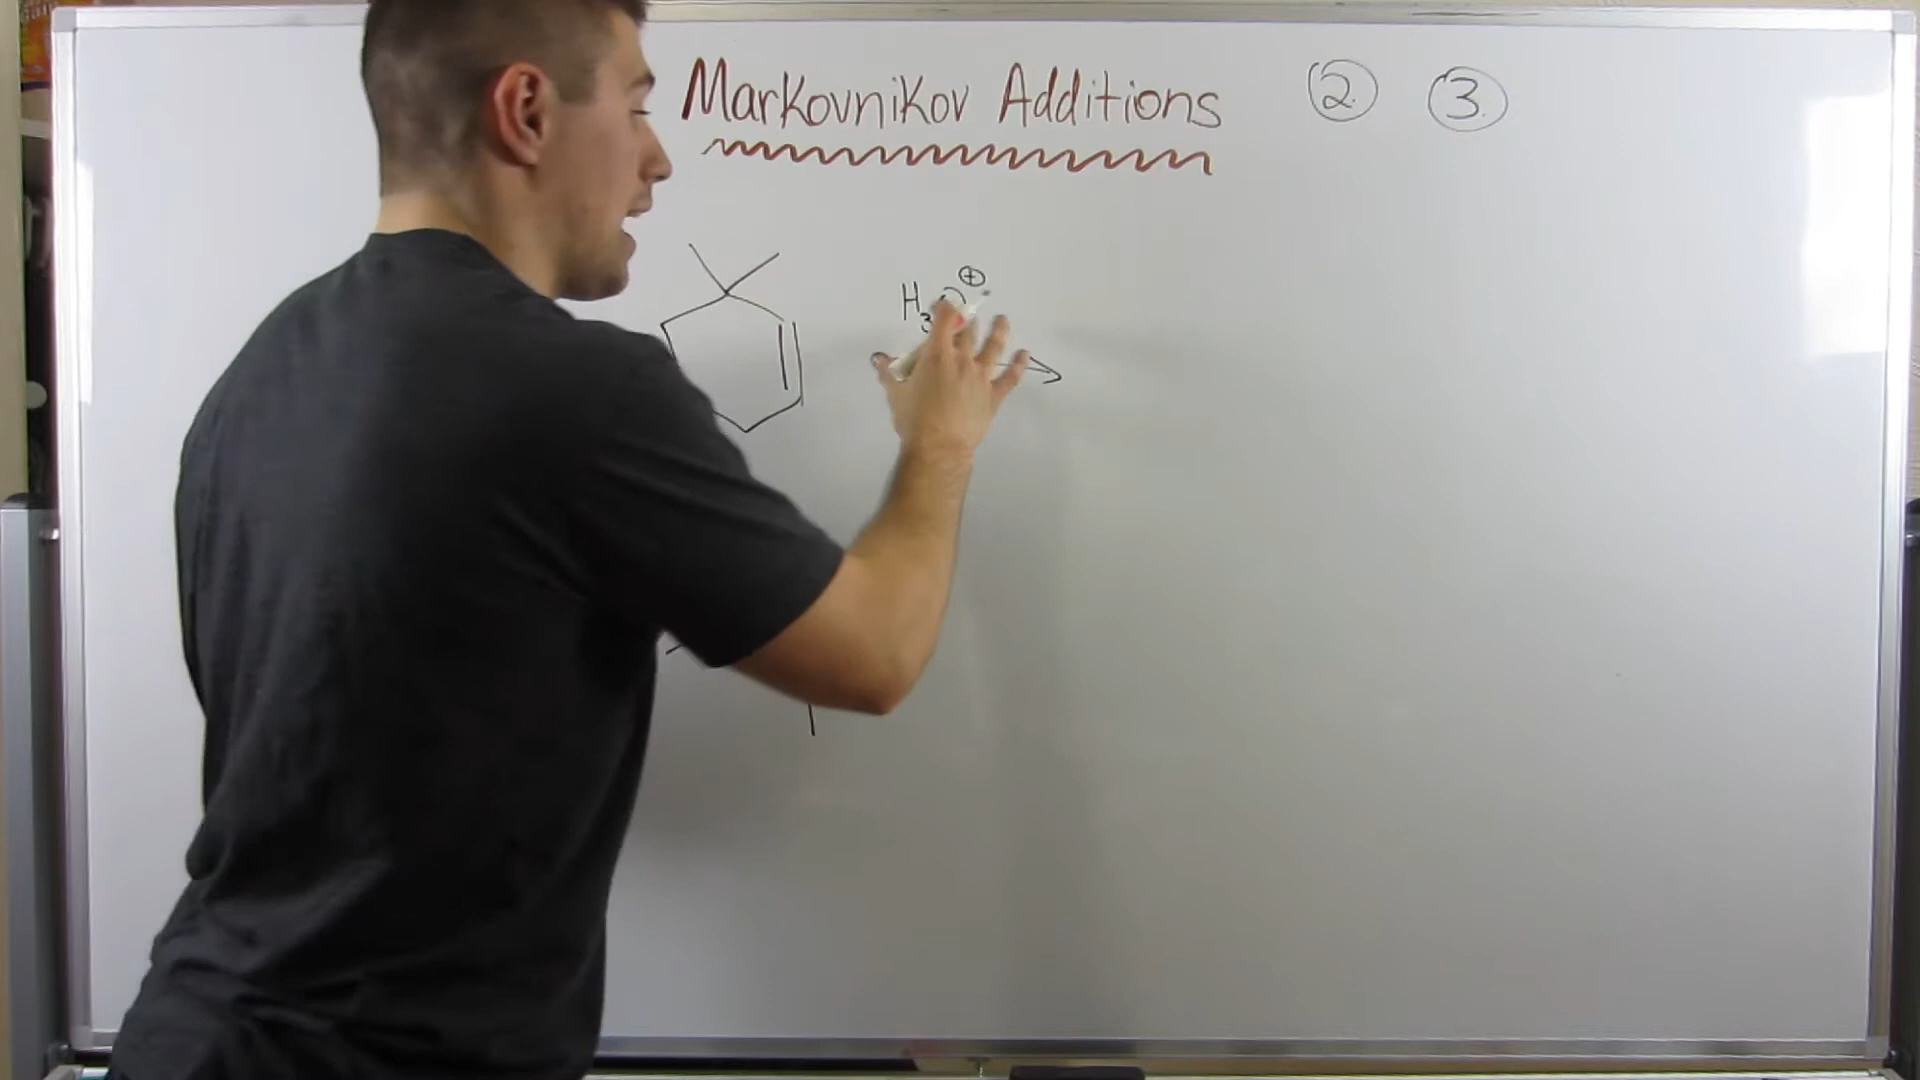 Markovnikov Additions 2. 3.
H3O⊕